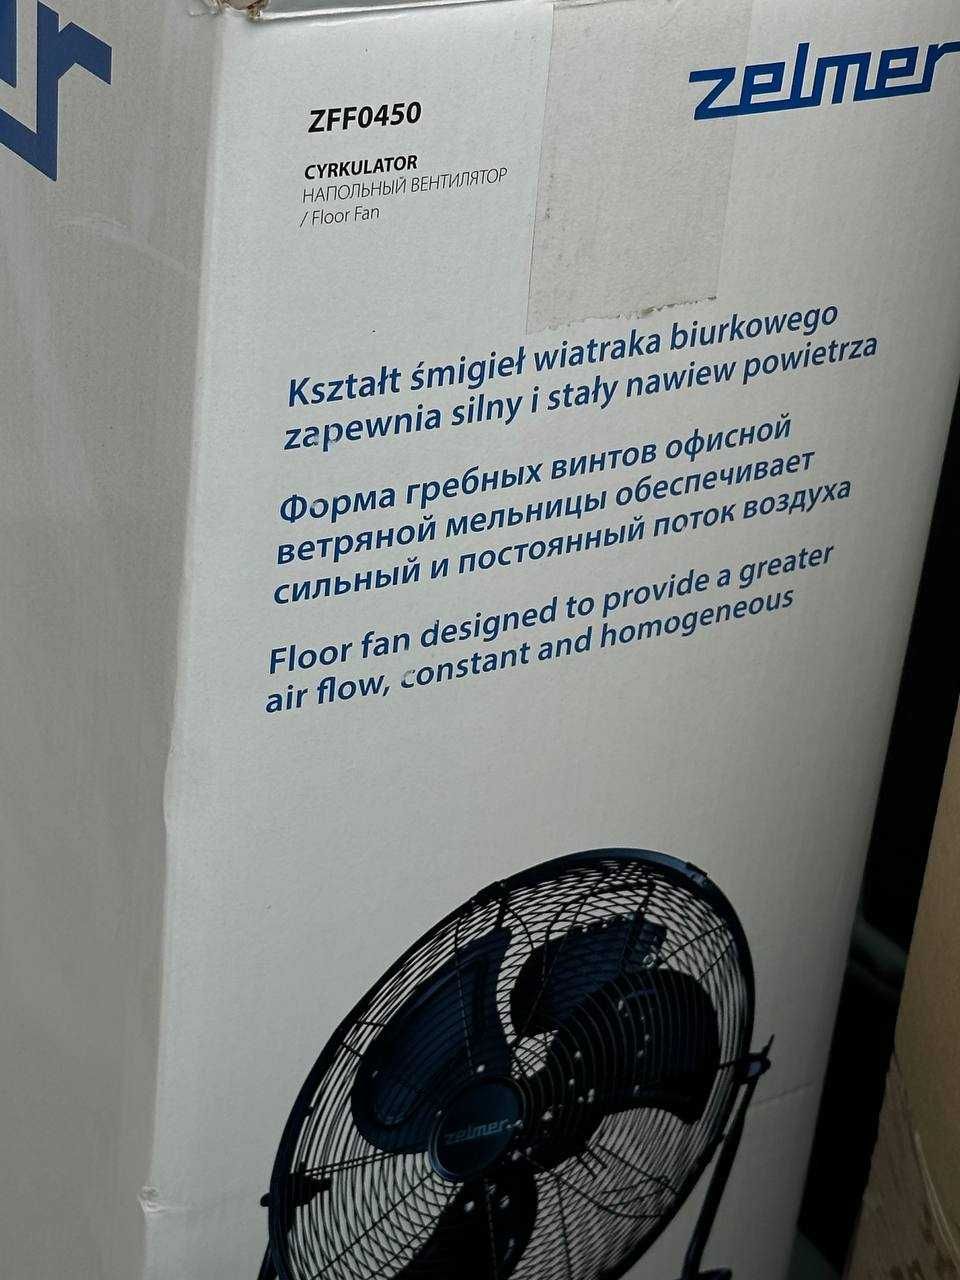 zelmer
ZFF0450
CYRKULATOR
НАПОЛЬНЫЙ ВЕНТИЛЯТОР
/ Floor Fan
Kształt śmigieł wiatraka biurkowego
zapewnia silny i stały nawiew powietrza
Форма гребных винтов офисной
ветряной мельницы обеспечивает
сильный и постоянный поток воздуха
Floor fan designed to provide a greater
air flow, constant and homogeneous
zelmer